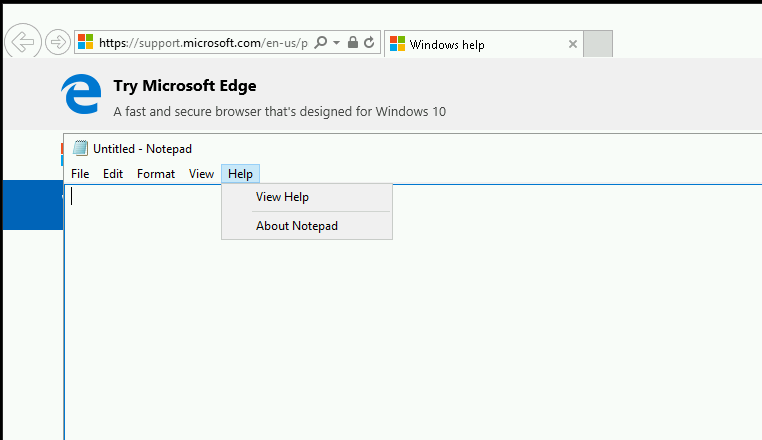 https://support.microsoft.com/en-us/p
Windows help
Try Microsoft Edge
A fast and secure browser that's designed for Windows 10
Untitled - Notepad
File Edit Format View Help
View Help
About Notepad